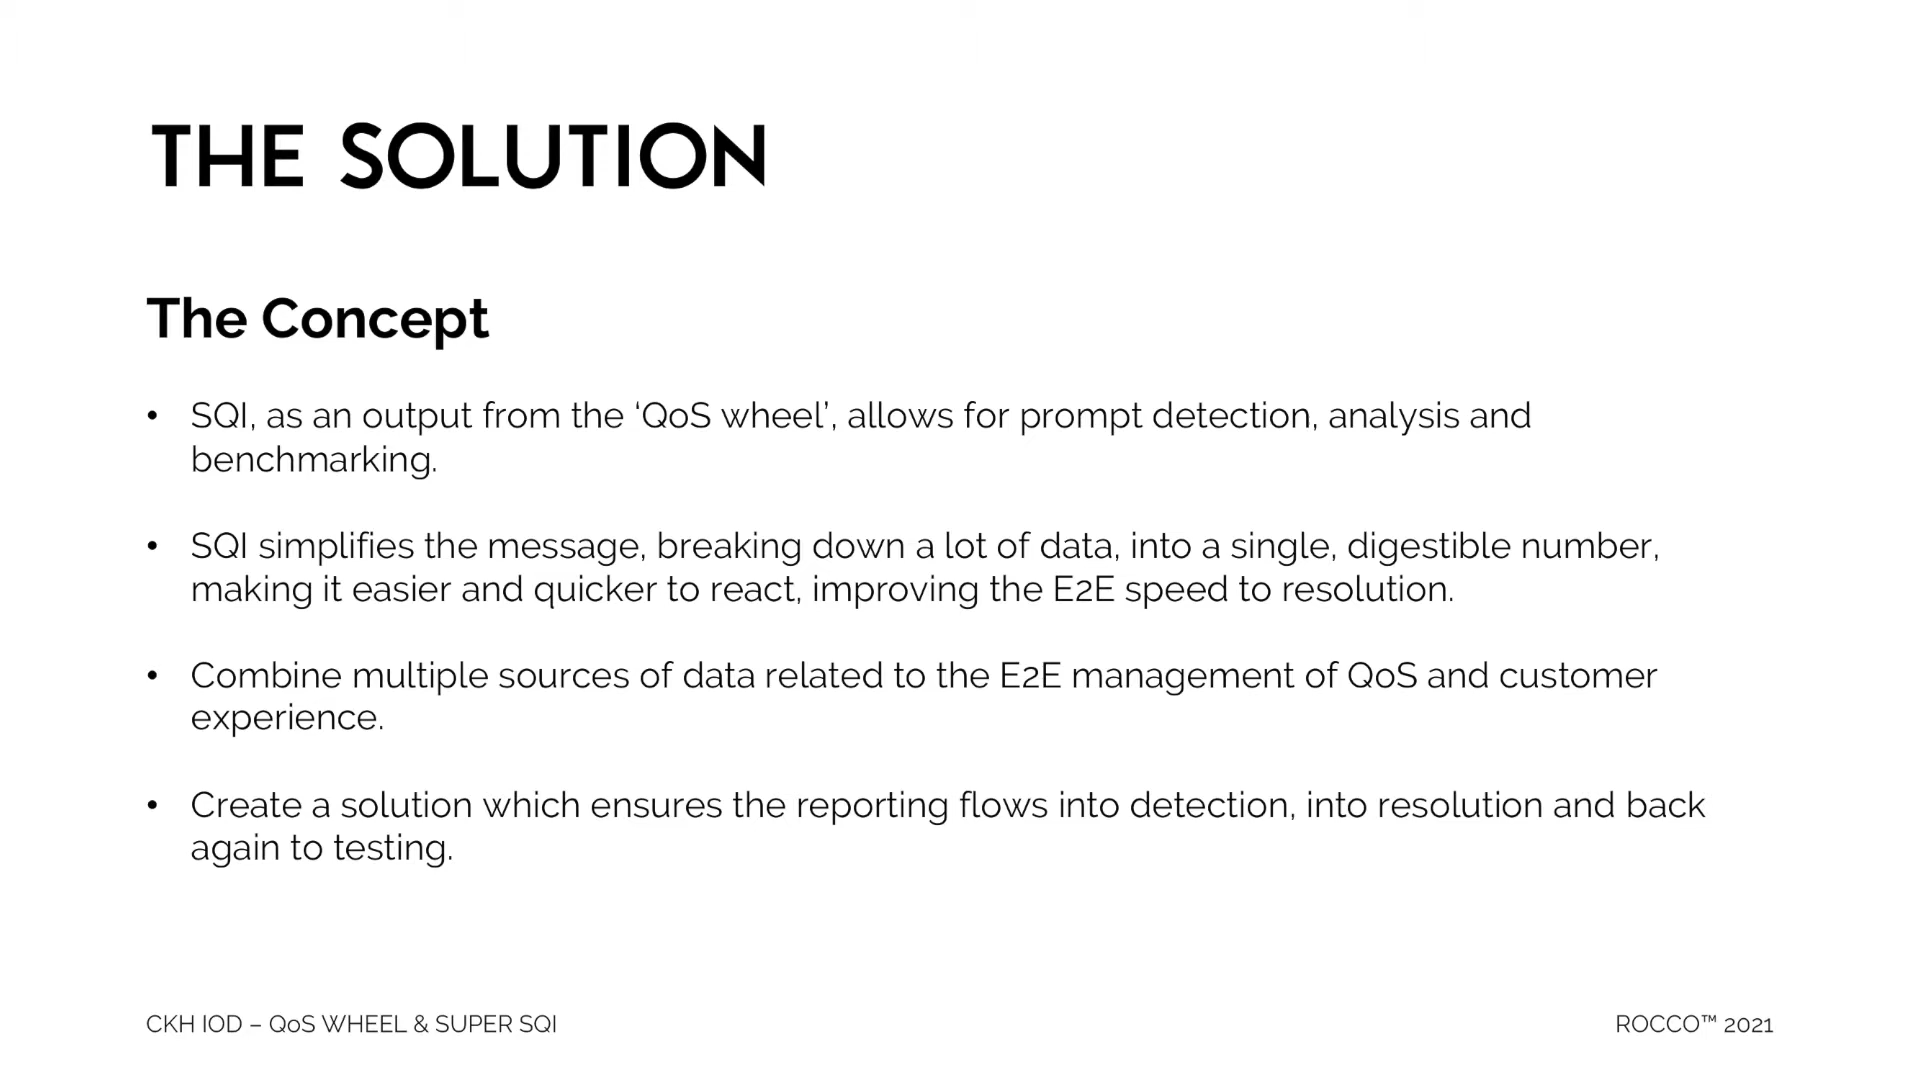 THE SOLUTION
The Concept
• SQI, as an output from the ‘QoS wheel’, allows for prompt detection, analysis and
benchmarking.
• SQI simplifies the message, breaking down a lot of data, into a single, digestible number,
making it easier and quicker to react, improving the E2E speed to resolution.
• Combine multiple sources of data related to the E2E management of QoS and customer
experience.
• Create a solution which ensures the reporting flows into detection, into resolution and back
again to testing.
CKH IOD – QoS WHEEL & SUPER SQI
ROCCO™ 2021